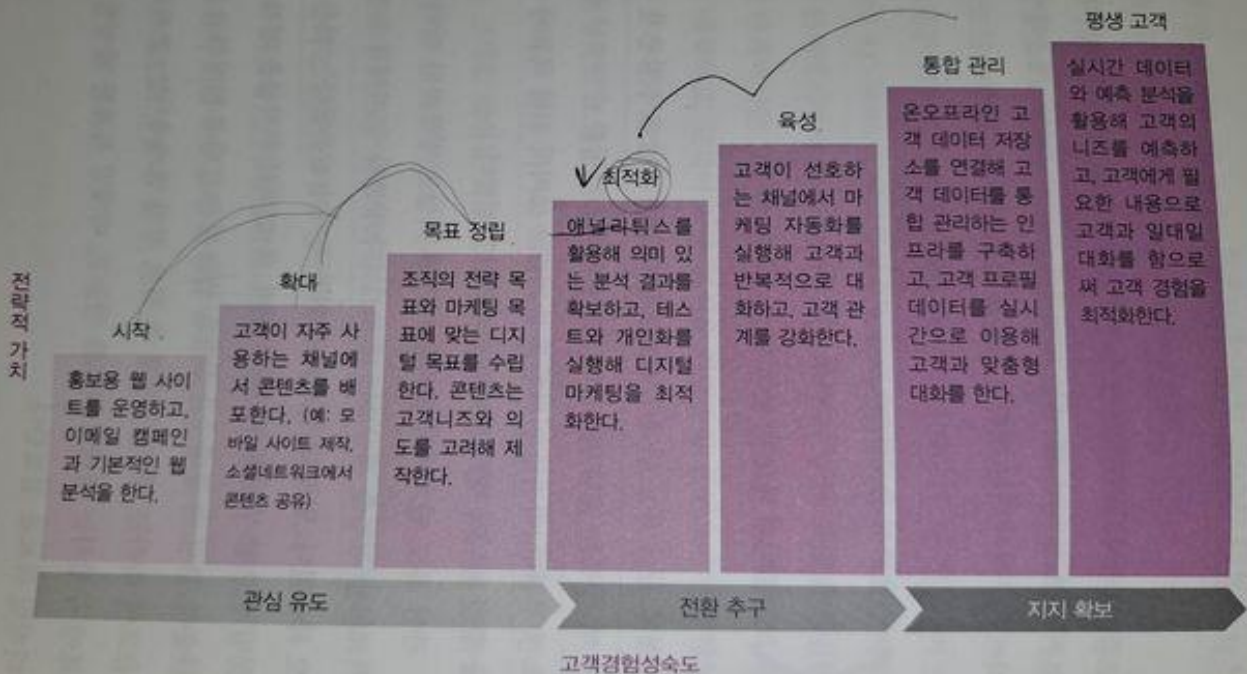 전략적 가치
시작
홍보용 웹 사이
트를 운영하고,
이메일 캠페인
과 기본적인 웹
분석을 한다.
확대
고객이 자주 사
용하는 채널에
서 콘텐츠를 배
포한다. (예: 모
바일 사이트 제작,
소셜네트워크에서
콘텐츠 공유)
목표 정립
조직의 전략 목
표와 마케팅 목
표에 맞는 디지
털 목표를 수립
한다. 콘텐츠는
고객니즈와 의
도를 고려해 제
작한다.
최적화
애널리틱스를
활용해 의미 있
는 분석 결과를
확보하고, 테스
트와 개인화를
실행해 디지털
마케팅을 최적
화한다.
육성
고객이 선호하
는 채널에서 마
케팅 자동화를
실행해 고객과
반복적으로 대
화하고, 고객 관
계를 강화한다.
통합 관리
온오프라인 고
객 데이터 저장
소를 연결해 고
객 데이터를 통
합 관리하는 인
프라를 구축하
고, 고객 프로필
데이터를 실시
간으로 이용해
고객과 맞춤형
대화를 한다.
평생 고객
실시간 데이터
와 예측 분석을
활용해 고객의
니즈를 예측하
고, 고객에게 필
요한 내용으로
고객과 일대일
대화를 함으로
써 고객 경험을
최적화한다.
관심 유도
전환 추구
지지 확보
고객경험성숙도